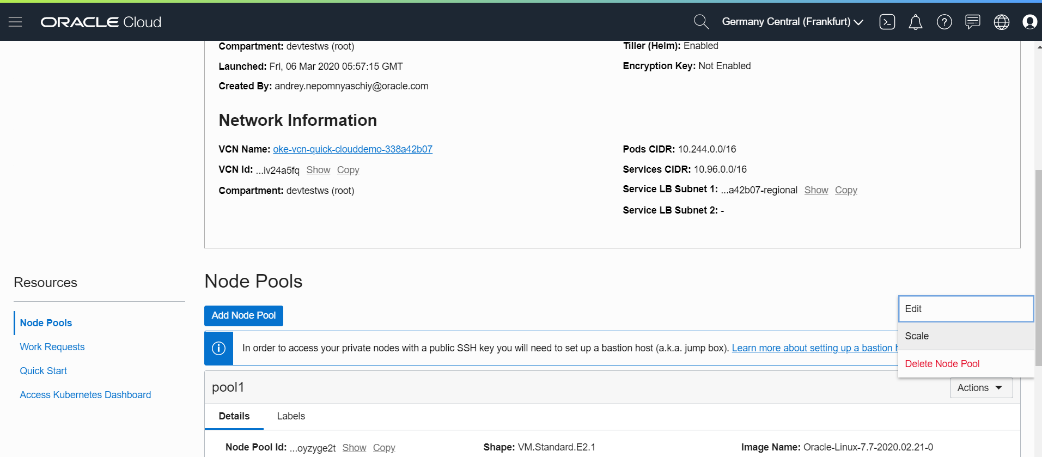 ORACLE Cloud
Germany Central (Frankfurt)
Compartment: devtestws (root)
Tiller (Helm): Enabled
Launched: Fri, 06 Mar 2020 05:57:15 GMT
Encryption Key: Not Enabled
Created By: andrey.nepomnyaschiy@oracle.com
Network Information
VCN Name: oke-vcn-quick-clouddemo-338a42b07
Pods CIDR: 10.244.0.0/16
VCN Id: ...iv24a5fq Show Copy
Services CIDR: 10.96.0.0/16
Compartment: devtestws (root)
Service LB Subnet 1: ...a42b07-regional Show Copy
Service LB Subnet 2: -
Resources
Node Pools
Work Requests
Quick Start
Access Kubernetes Dashboard
Node Pools
Add Node Pool
In order to access your private nodes with a public SSH key you will need to set up a bastion host (a.k.a. jump box). Learn more about setting up a bastion
Edit
Scale
Delete Node Pool
pool1
Actions
Details Labels
Node Pool Id: ...oyzyge2t Show Copy
Shape: VM.Standard.E2.1
Image Name: Oracle-Linux-7.7-2020.02.21-0